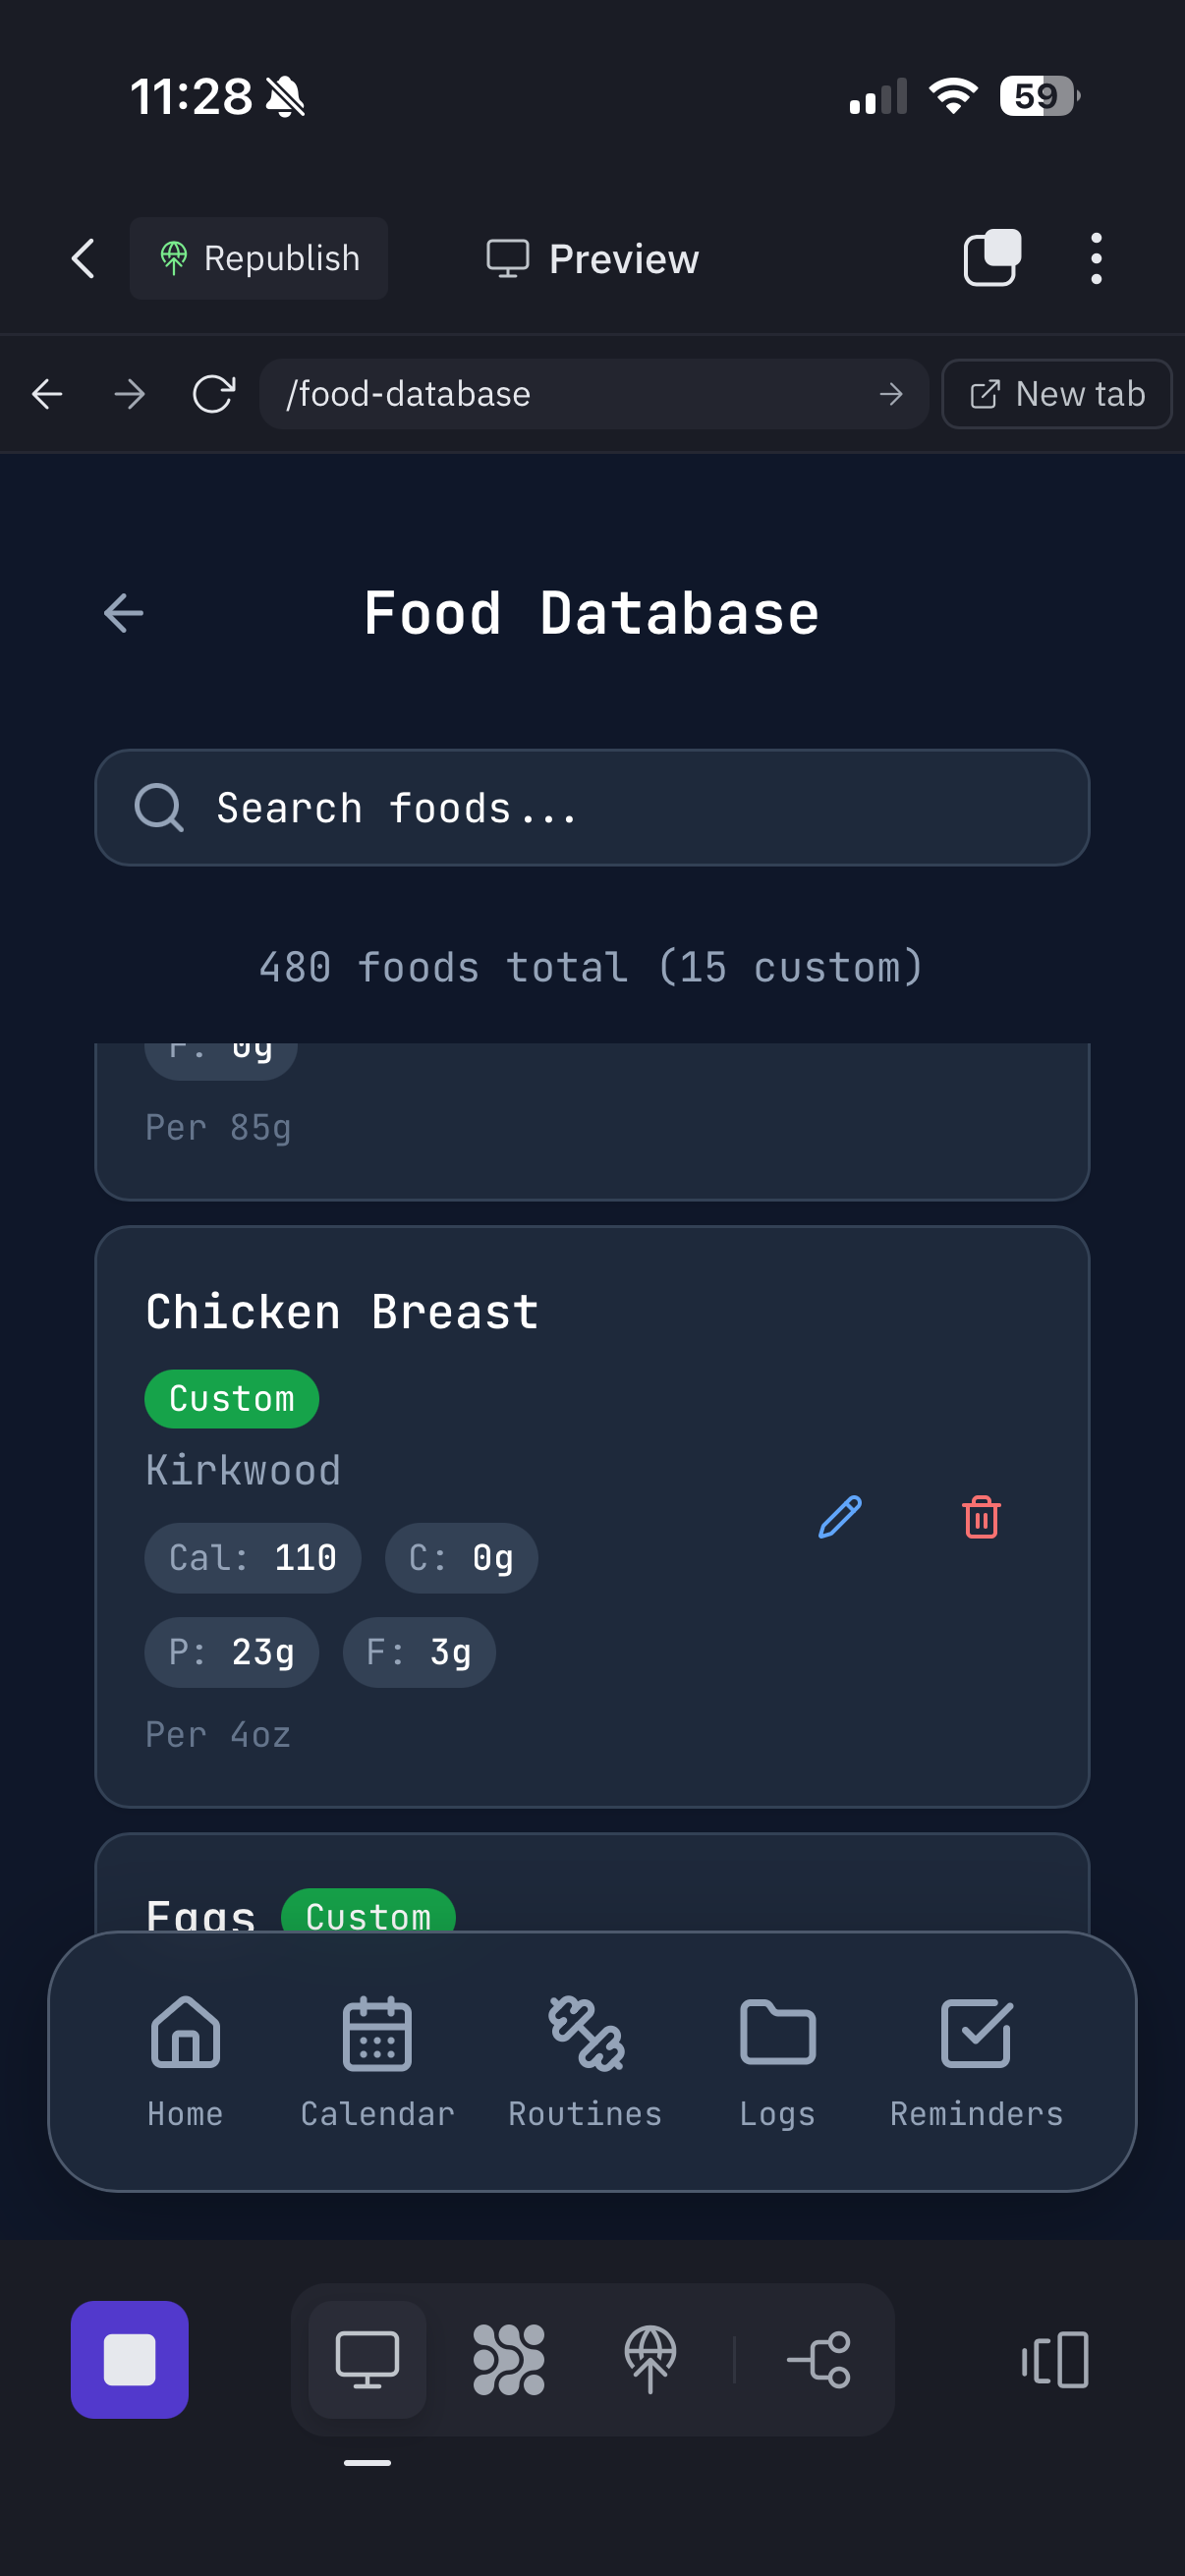 11:28
59
Republish
Preview
/food-database
New tab
Food Database
Search foods...
480 foods total (15 custom)
F: 0g
Per 85g
Chicken Breast
Custom
Kirkwood
Cal: 110 C: 0g
P: 23g F: 3g
Per 4oz
Eggs Custom
Home Calendar Routines Logs Reminders